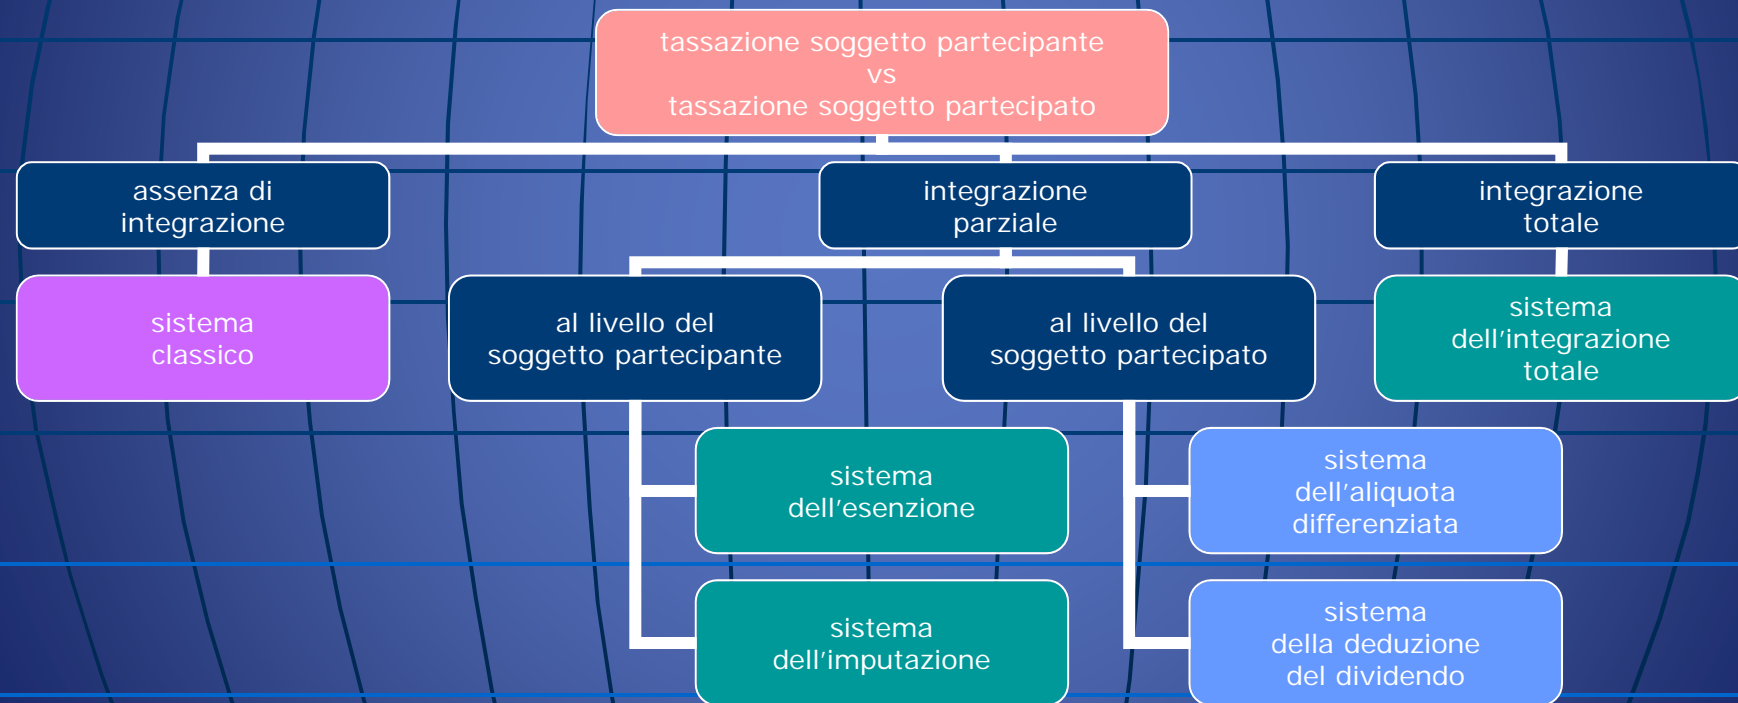 tassazione soggetto partecipante
vs
tassazione soggetto partecipato
assenza di
integrazione
integrazione
parziale
integrazione
totale
sistema
classico
al livello del
soggetto partecipante
al livello del
soggetto partecipato
sistema
dell'integrazione
totale
sistema
dell'esenzione
sistema
dell'aliquota
differenziata
sistema
dell'imputazione
sistema
della deduzione
del dividendo